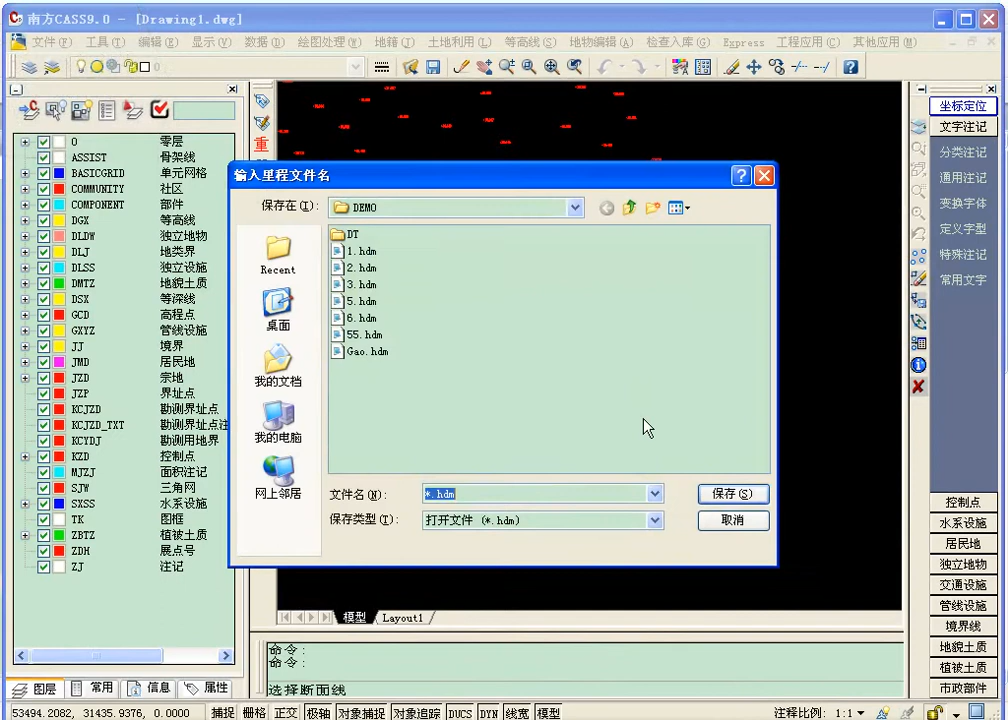 南方CASS9.0 - [Drawing1.dwg]
文件(F) 工具(T) 编辑(E) 显示(V) 数据(D) 绘图处理(W) 地籍(J) 土地利用(L) 等高线(S) 地物编辑(A) 检查入库(G) Express 工程应用(C) 其他应用(M)
0
重
0 零层
ASSIST 骨架线
BASICGRID 单元网格
COMMUNITY 社区
COMPONENT 部件
DGX 等高线
DLDW 独立地物
DLJ 地类界
DLSS 独立设施
DMTZ 地貌土质
DSX 等深线
GCD 高程点
GXYZ 管线设施
JJ 境界
JMD 居民地
JZD 宗地
JZP 界址点
KCJZD 勘测界址点
KCJZD_TXT 勘测界址点注
KCYDJ 勘测用地界
KZD 控制点
MJZJ 面积注记
SJW 三角网
SXSS 水系设施
TK 图框
ZBTZ 植被土质
ZDH 展点号
ZJ 注记
图层 常用 信息 属性
输入里程文件名
保存在(I): DEMO
Recent
桌面
我的文档
我的电脑
网上邻居
DT
1.hdm
2.hdm
3.hdm
5.hdm
6.hdm
55.hdm
Gao.hdm
文件名(N): *.hdm 保存(S)
保存类型(T): 打开文件 (*.hdm) 取消
模型 Layout1
命令:
命令:
选择断面线
坐标定位
文字注记
分类注记
通用注记
变换字体
定义字型
特殊注记
常用文字
控制点
水系设施
居民地
独立地物
交通设施
管线设施
境界线
地貌土质
植被土质
市政部件
53494.2082, 31435.9376, 0.0000 捕捉 栅格 正交 极轴 对象捕捉 对象追踪 DUCS DYN 线宽 模型 注释比例: 1:1